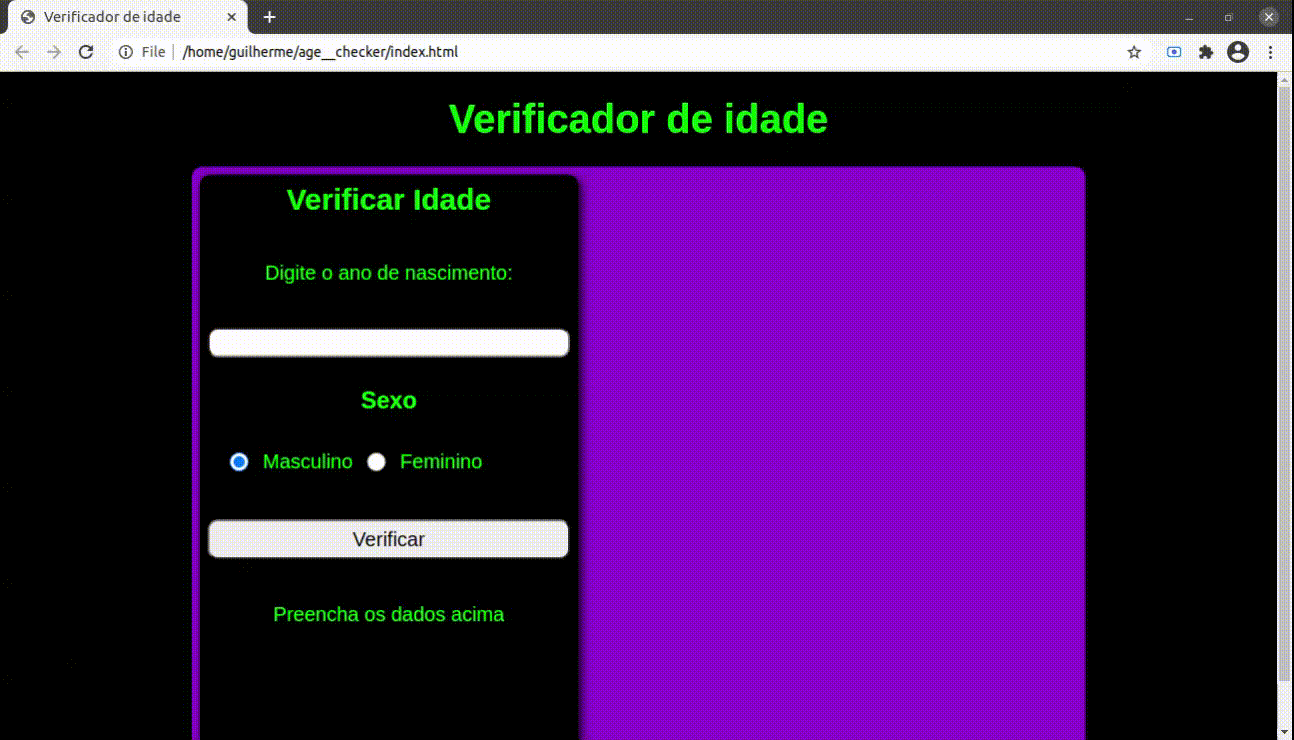 Verificador de idade
File | /home/guilherme/age__checker/index.html
Verificador de idade
Verificar Idade
Digite o ano de nascimento:
Sexo
Masculino Feminino
Verificar
Preencha os dados acima